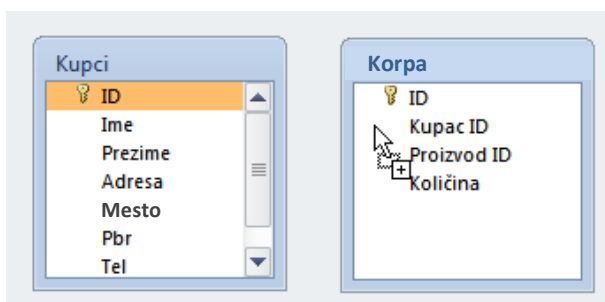 Kupci
ID
Ime
Prezime
Adresa
Mesto
Pbr
Tel
Korpa
ID
Kupac ID
Proizvod ID
Količina